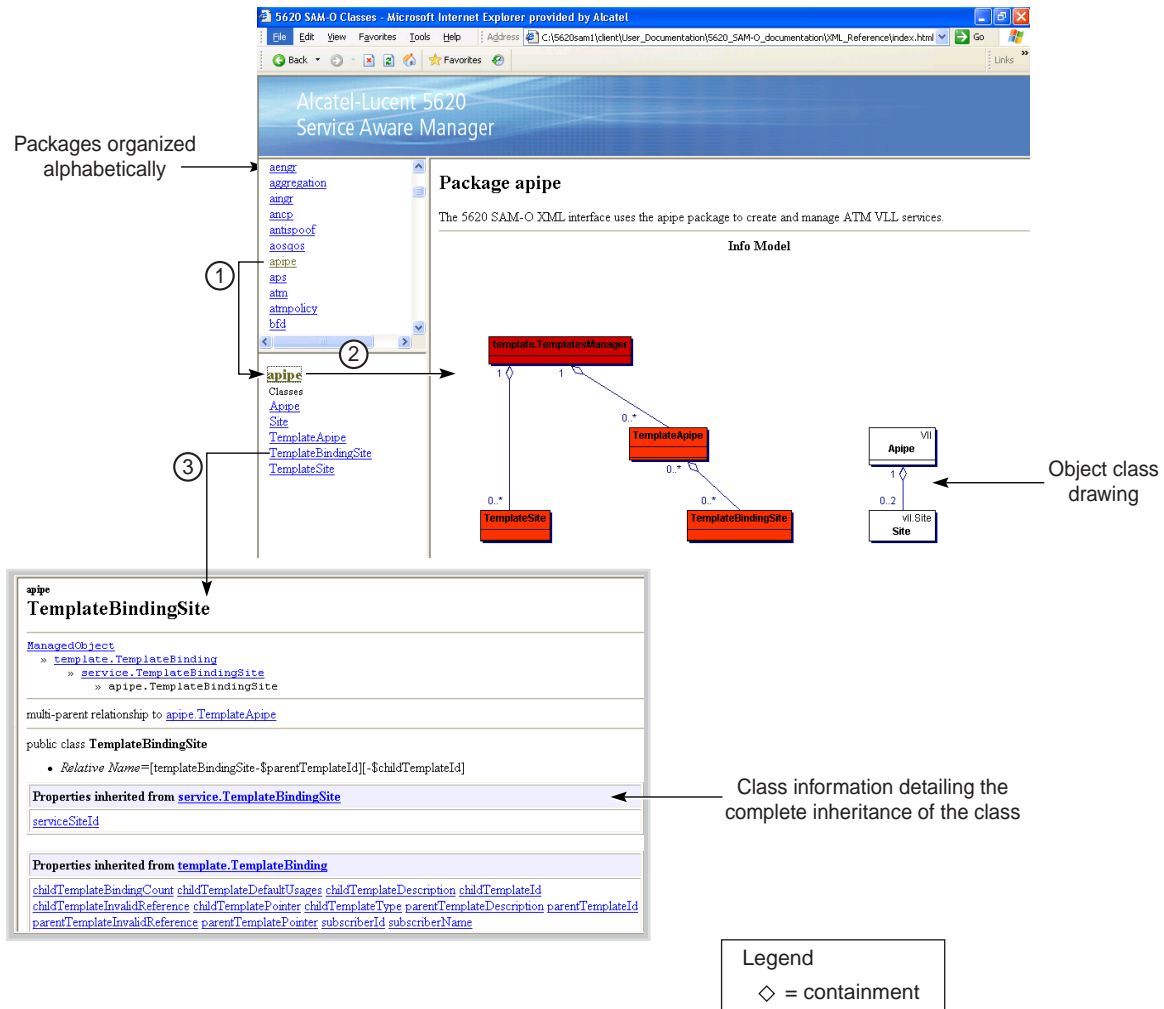 5620 SAM-O Classes - Microsoft Internet Explorer provided by Alcatel
File Edit View Favorites Tools Help Address C:\5620sam1\client\User_Documentation\5620_SAM-O_documentation\XML_Reference\index.html Go
Back Favorites Links »
Alcatel-Lucent 5620
Service Aware Manager
Packages organized
alphabetically
aengr
aggregation
aingr
ancp
antispoof
aosqos
apipe
aps
atm
atmpolicy
bfd
1
2
3
Package apipe
The 5620 SAM-O XML interface uses the apipe package to create and manage ATM VLL services.
Info Model
template.TemplatesManager
1 1
0..*
TemplateApipe
0..*
0..* 0..*
TemplateSite
TemplateBindingSite
Vll
Apipe
1
0..2
vll.Site
Site
Object class
drawing
apipe
Classes
Apipe
Site
TemplateApipe
TemplateBindingSite
TemplateSite
apipe
TemplateBindingSite
ManagedObject
» template.TemplateBinding
» service.TemplateBindingSite
» apipe.TemplateBindingSite
multi-parent relationship to apipe.TemplateApipe
public class TemplateBindingSite
• Relative Name=[templateBindingSite-$parentTemplateId][-$childTemplateId]
Properties inherited from service.TemplateBindingSite
serviceSiteId
Properties inherited from template.TemplateBinding
childTemplateBindingCount childTemplateDefaultUsages childTemplateDescription childTemplateId
childTemplateInvalidReference childTemplatePointer childTemplateType parentTemplateDescription parentTemplateId
parentTemplateInvalidReference parentTemplatePointer subscriberId subscriberName
Class information detailing the
complete inheritance of the class
Legend
= containment